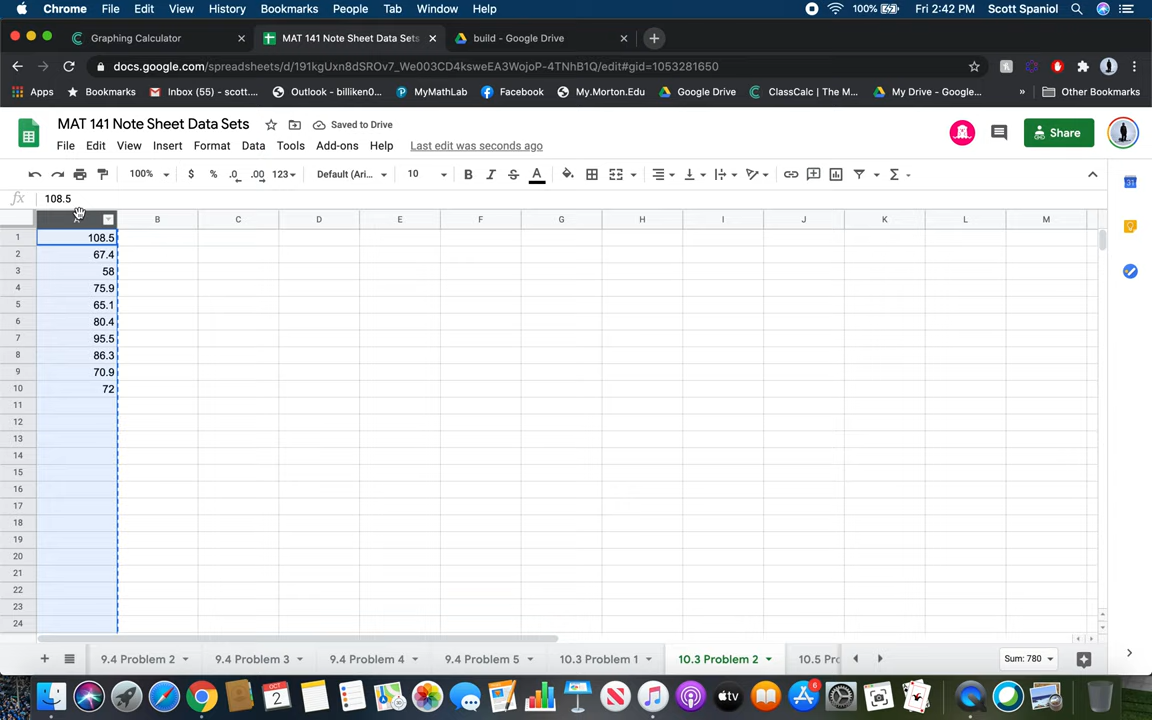 Chrome File Edit View History Bookmarks People Tab Window Help 100% Fri 2:42 PM Scott Spaniol
Graphing Calculator MAT 141 Note Sheet Data Sets build - Google Drive
docs.google.com/spreadsheets/d/191kgUxn8dSROv7_We003CD4ksweEA3WojoP-4TNhB1Q/edit#gid=1053281650
Apps Bookmarks Inbox (55) - scott.... Outlook - billiken0... MyMathLab Facebook My.Morton.Edu Google Drive ClassCalc | The M... My Drive - Google... » Other Bookmarks
MAT 141 Note Sheet Data Sets Saved to Drive
File Edit View Insert Format Data Tools Add-ons Help Last edit was seconds ago Share
100% $ % .0 .00 123 Default (Ari... 10 B I S A Σ
fx 108.5
A B C D E F G H I J K L M
1 108.5
2 67.4
3 58
4 75.9
5 65.1
6 80.4
7 95.5
8 86.3
9 70.9
10 72
11
12
13
14
15
16
17
18
19
20
21
22
23
24
9.4 Problem 2 9.4 Problem 3 9.4 Problem 4 9.4 Problem 5 10.3 Problem 1 10.3 Problem 2 10.5 Pro Sum: 780